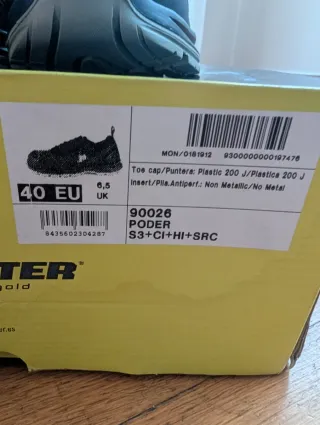 MON/0181912 9300000000197476
Toe cap/Puntera: Plastic 200 J/Plastica 200 J
Insert/Pila.Antiperf.: Non Metallic/No Metal
40 EU
6,5
UK
8435602304287
90026
PODER
S3+CI+HI+SRC
TER®
gold